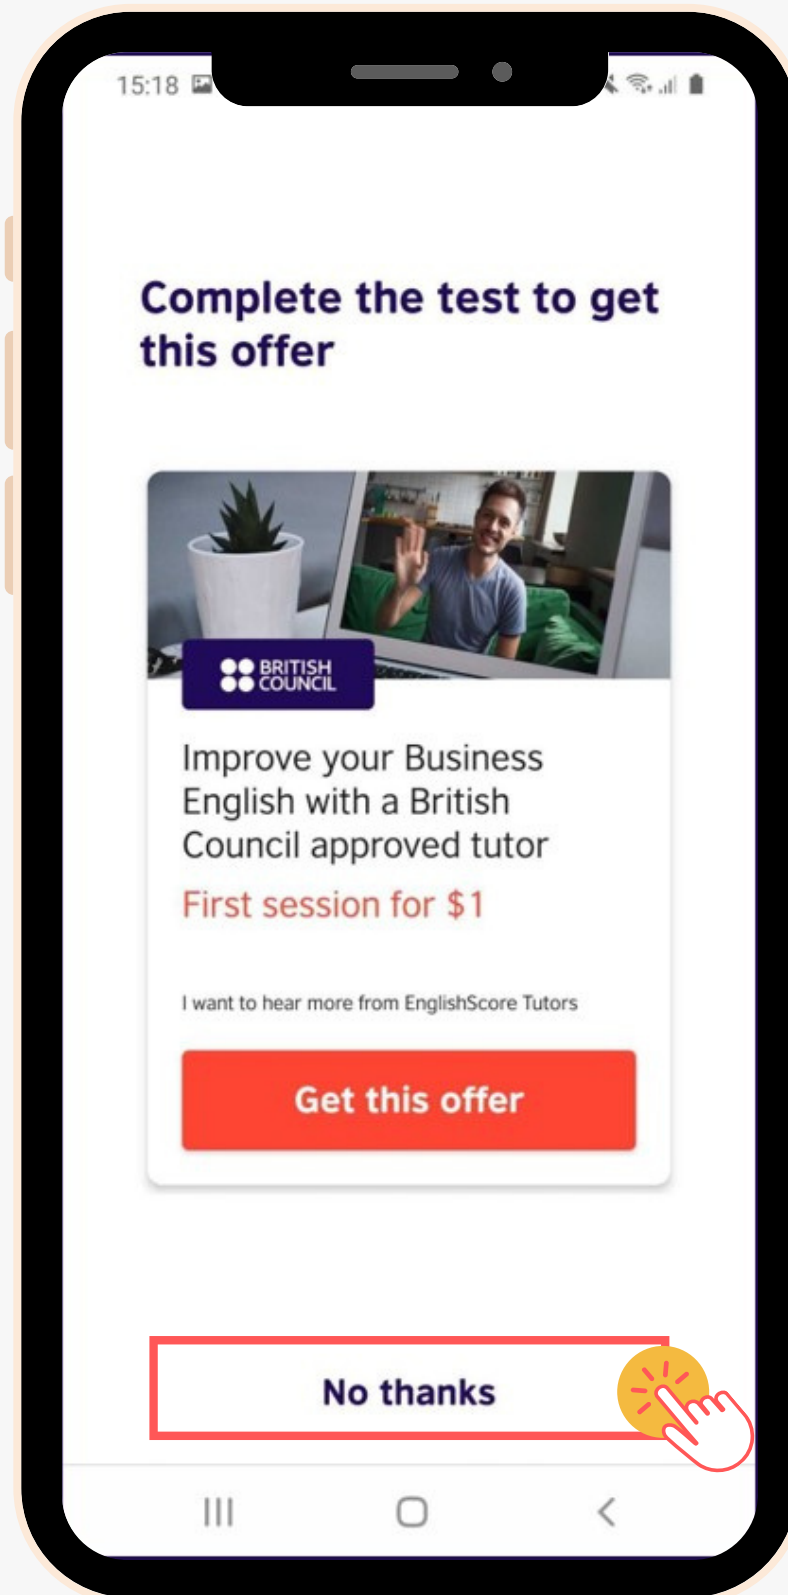 15:18
Complete the test to get
this offer
BRITISH
COUNCIL
Improve your Business
English with a British
Council approved tutor
First session for $1
I want to hear more from EnglishScore Tutors
Get this offer
No thanks